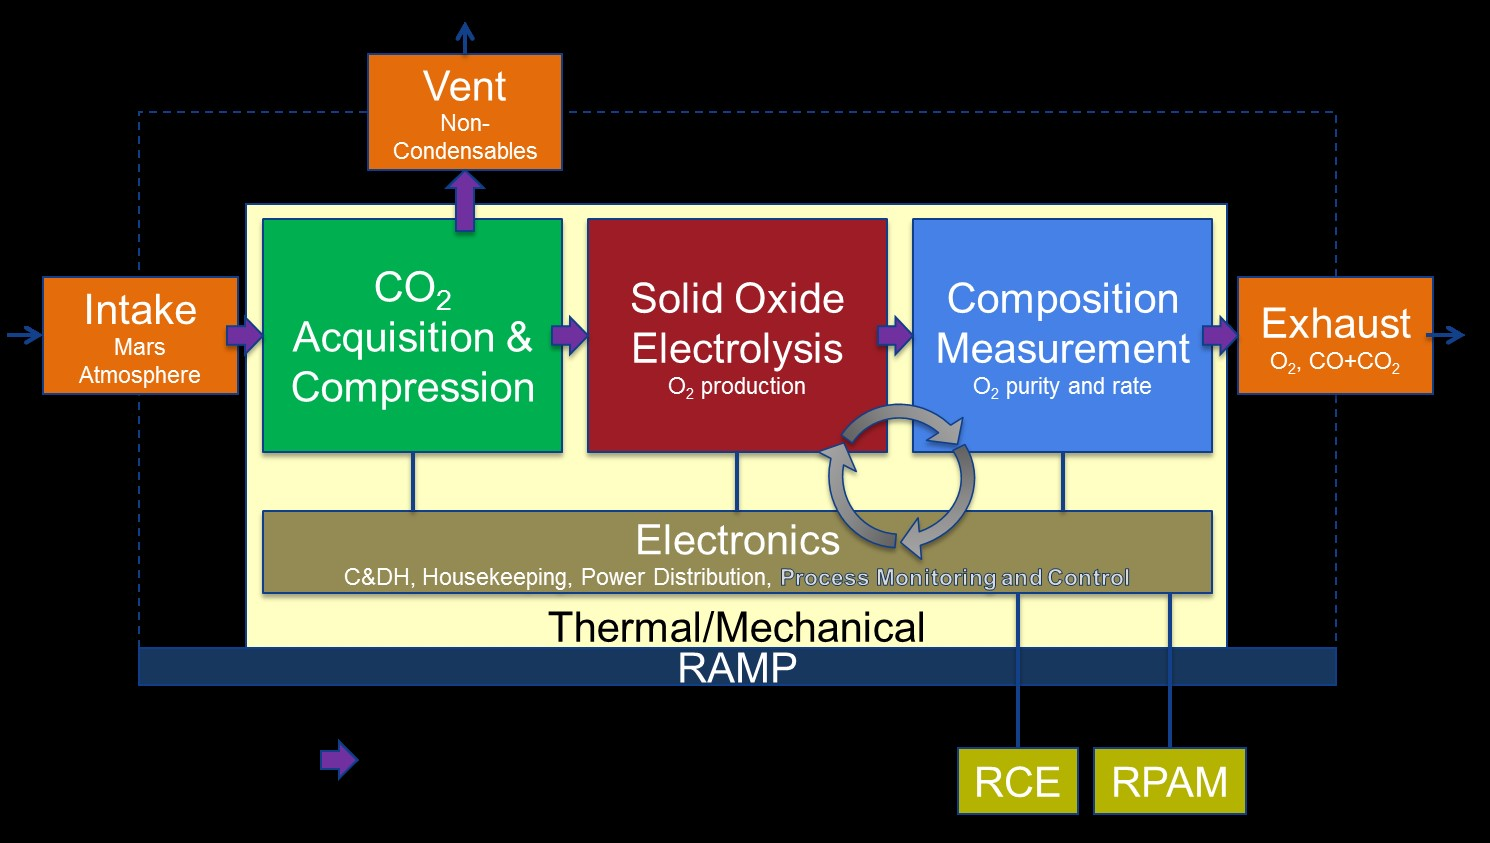 Vent
Non-
Condensables
Intake
Mars
Atmosphere
CO₂
Acquisition &
Compression
Solid Oxide
Electrolysis
O₂ production
Composition
Measurement
O₂ purity and rate
Exhaust
O₂, CO+CO₂
Electronics
C&DH, Housekeeping, Power Distribution, Process Monitoring and Control
Thermal/Mechanical
RAMP
RCE
RPAM